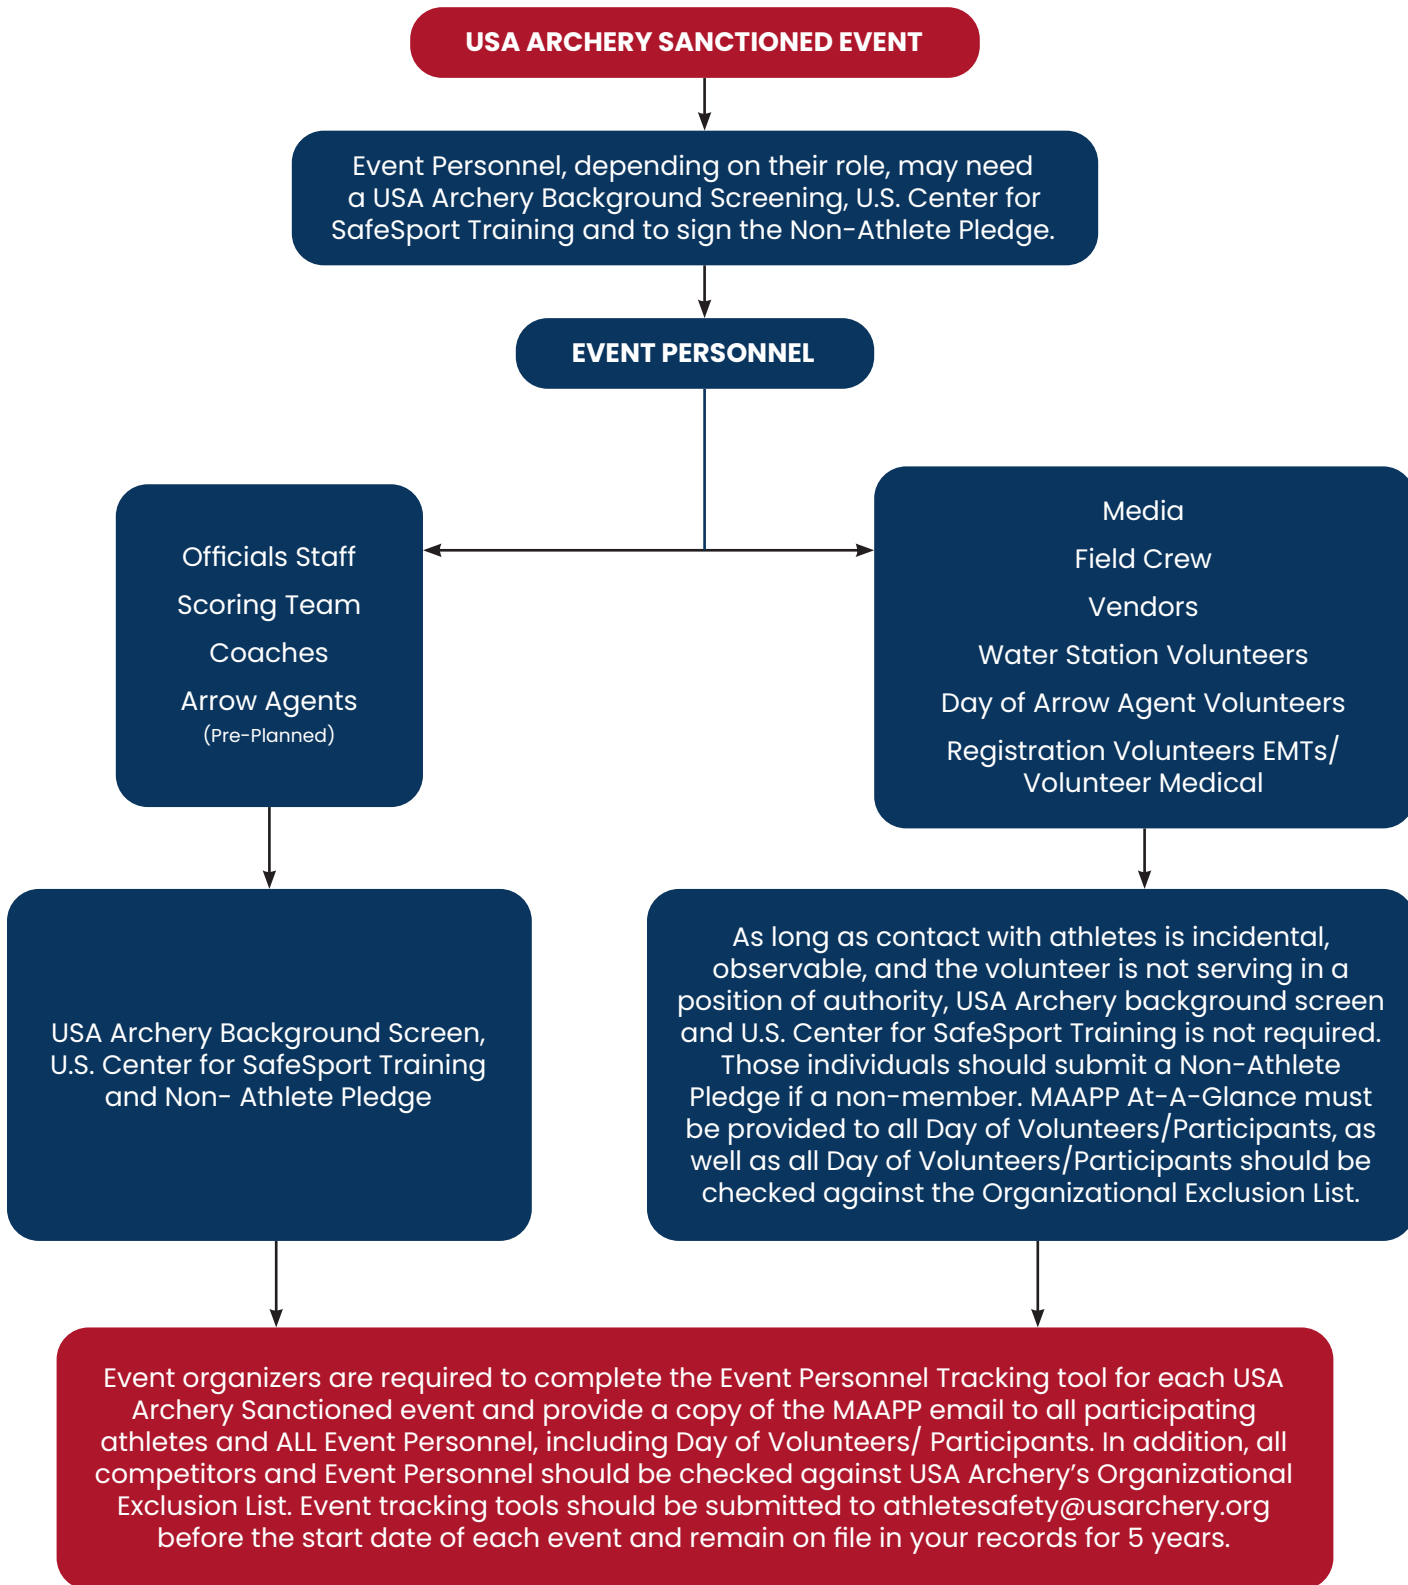 USA ARCHERY SANCTIONED EVENT
Event Personnel, depending on their role, may need
a USA Archery Background Screening, U.S. Center for
SafeSport Training and to sign the Non-Athlete Pledge.
EVENT PERSONNEL
Officials Staff
Scoring Team
Coaches
Arrow Agents
(Pre-Planned)
Media
Field Crew
Vendors
Water Station Volunteers
Day of Arrow Agent Volunteers
Registration Volunteers EMTs/
Volunteer Medical
USA Archery Background Screen,
U.S. Center for SafeSport Training
and Non- Athlete Pledge
As long as contact with athletes is incidental,
observable, and the volunteer is not serving in a
position of authority, USA Archery background screen
and U.S. Center for SafeSport Training is not required.
Those individuals should submit a Non-Athlete
Pledge if a non-member. MAAPP At-A-Glance must
be provided to all Day of Volunteers/Participants, as
well as all Day of Volunteers/Participants should be
checked against the Organizational Exclusion List.
Event organizers are required to complete the Event Personnel Tracking tool for each USA
Archery Sanctioned event and provide a copy of the MAAPP email to all participating
athletes and ALL Event Personnel, including Day of Volunteers/ Participants. In addition, all
competitors and Event Personnel should be checked against USA Archery’s Organizational
Exclusion List. Event tracking tools should be submitted to athletesafety@usarchery.org
before the start date of each event and remain on file in your records for 5 years.